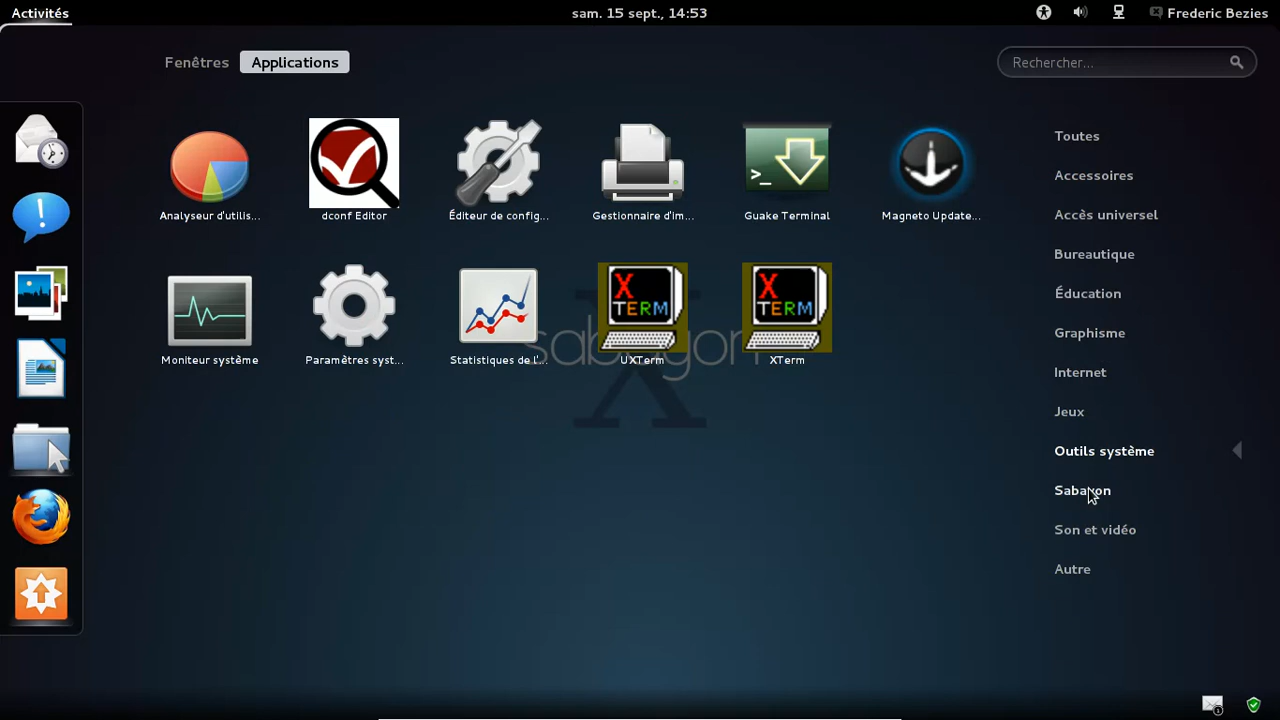 Activités
sam. 15 sept., 14:53
Frederic Bezies
Fenêtres
Applications
Rechercher...
Analyseur d'utilis...
dconf Editor
Éditeur de config...
Gestionnaire d'im...
Guake Terminal
Magneto Update...
Moniteur système
Paramètres syst...
Statistiques de l'...
UXTerm
XTerm
X TERM
X TERM
>_
sabayon
X
Toutes
Accessoires
Accès universel
Bureautique
Éducation
Graphisme
Internet
Jeux
Outils système
Sabayon
Son et vidéo
Autre